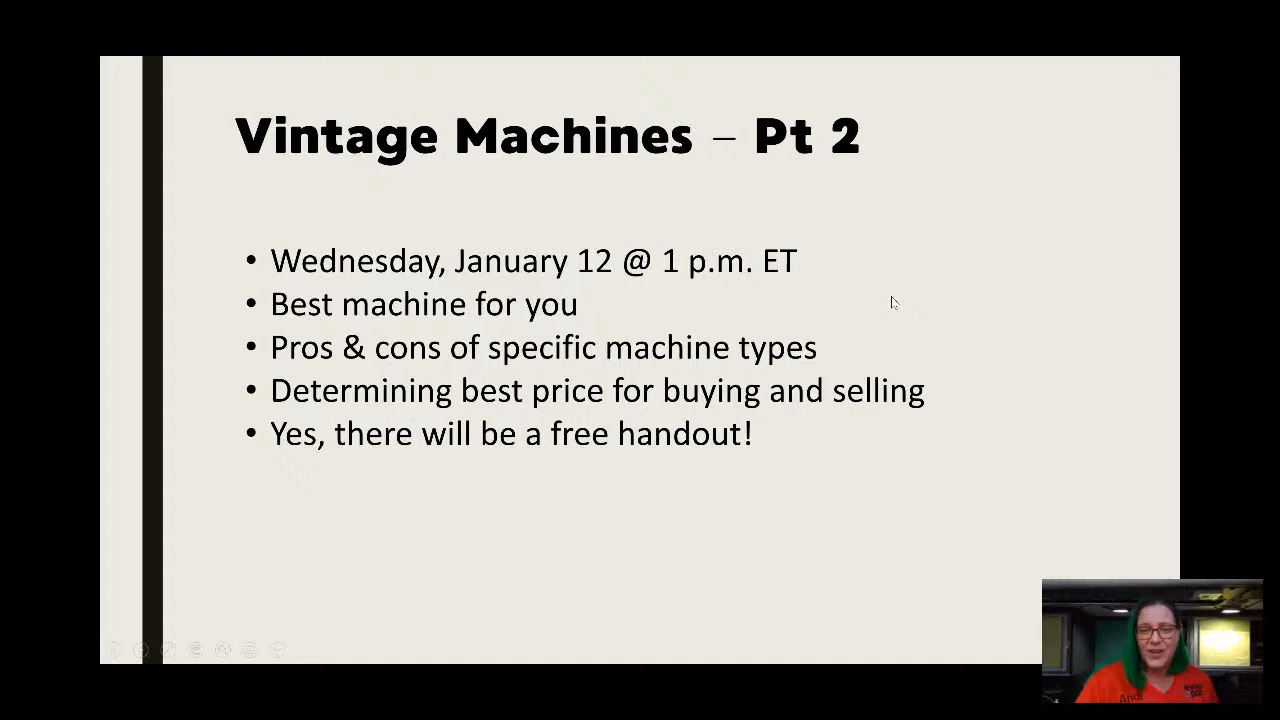 Vintage Machines – Pt 2
• Wednesday, January 12 @ 1 p.m. ET
• Best machine for you
• Pros & cons of specific machine types
• Determining best price for buying and selling
• Yes, there will be a free handout!
Andi